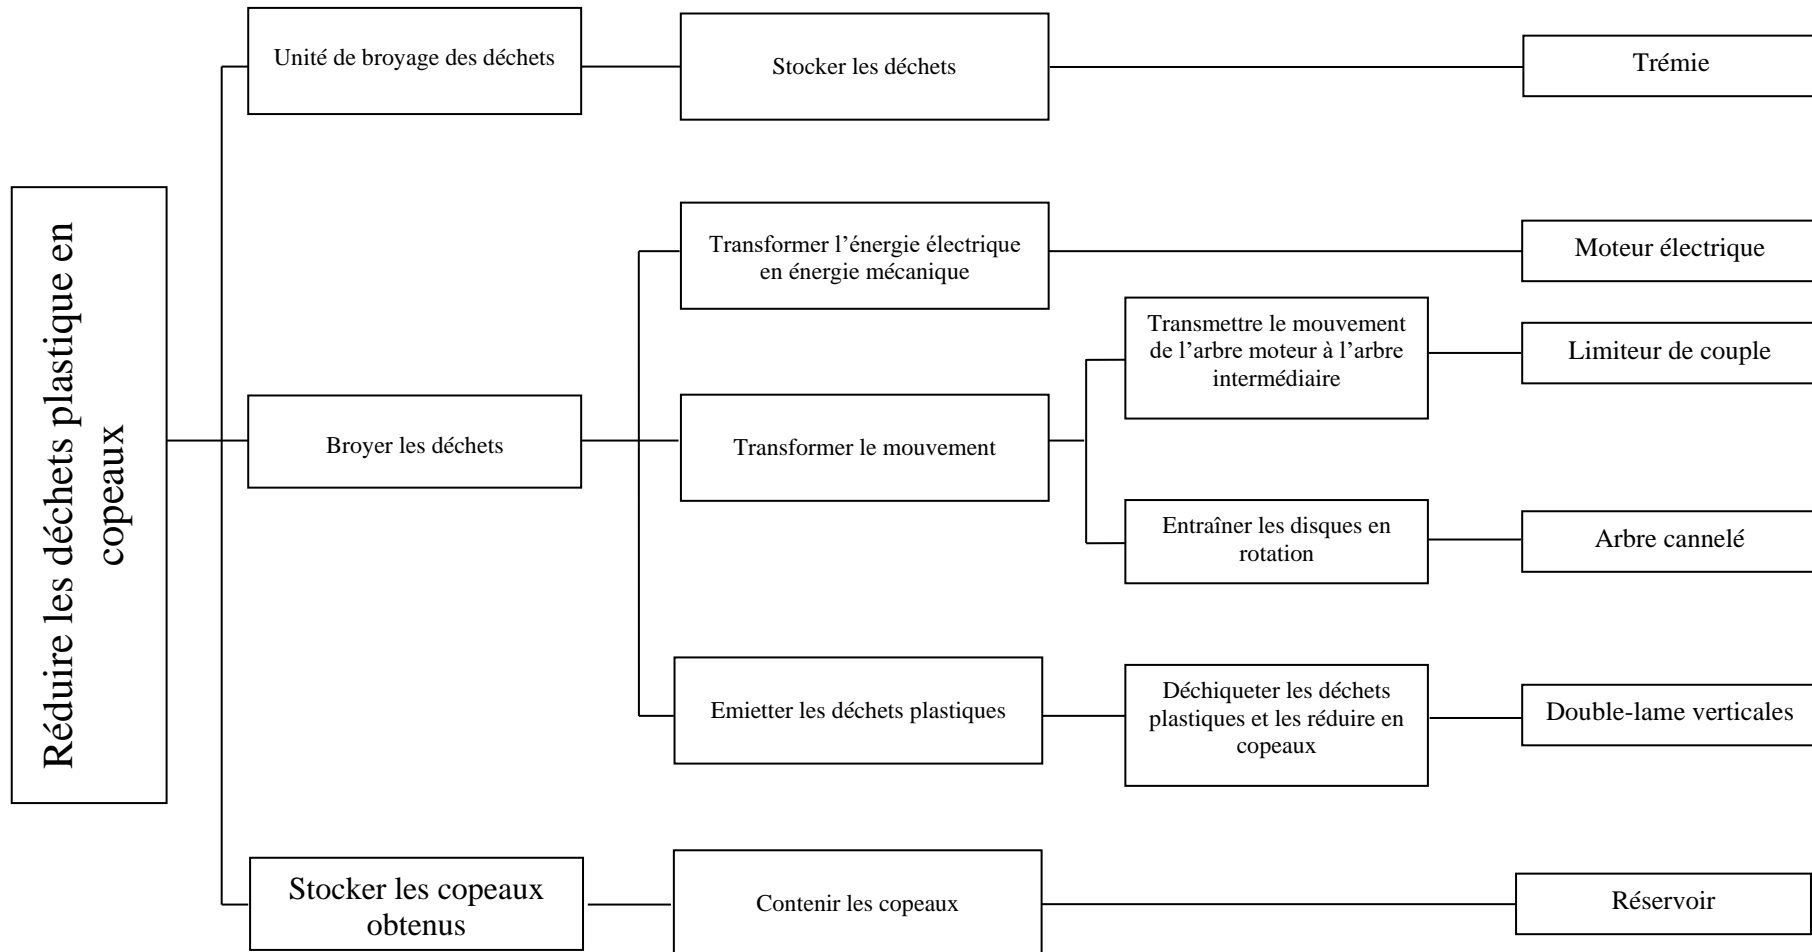 Réduire les déchets plastique en
copeaux
Unité de broyage des déchets
Stocker les déchets
Trémie
Broyer les déchets
Transformer l’énergie électrique
en énergie mécanique
Moteur électrique
Transformer le mouvement
Transmettre le mouvement
de l’arbre moteur à l’arbre
intermédiaire
Limiteur de couple
Entraîner les disques en
rotation
Arbre cannelé
Emietter les déchets plastiques
Déchiqueter les déchets
plastiques et les réduire en
copeaux
Double-lame verticales
Stocker les copeaux
obtenus
Contenir les copeaux
Réservoir